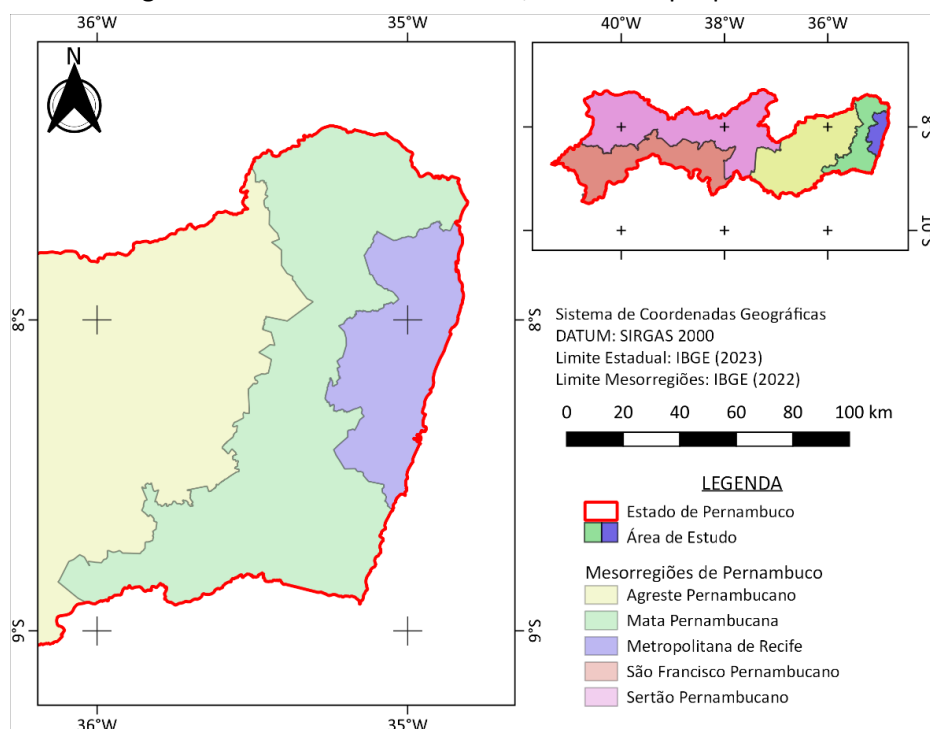 36°W
35°W
N
8°S
9°S
8°S
9°S
36°W
35°W
40°W
38°W
36°W
8°S
10°S
40°W
38°W
36°W
Sistema de Coordenadas Geográficas
DATUM: SIRGAS 2000
Limite Estadual: IBGE (2023)
Limite Mesorregiões: IBGE (2022)
0 20 40 60 80 100 km
LEGENDA
Estado de Pernambuco
Área de Estudo
Mesorregiões de Pernambuco
Agreste Pernambucano
Mata Pernambucana
Metropolitana de Recife
São Francisco Pernambucano
Sertão Pernambucano